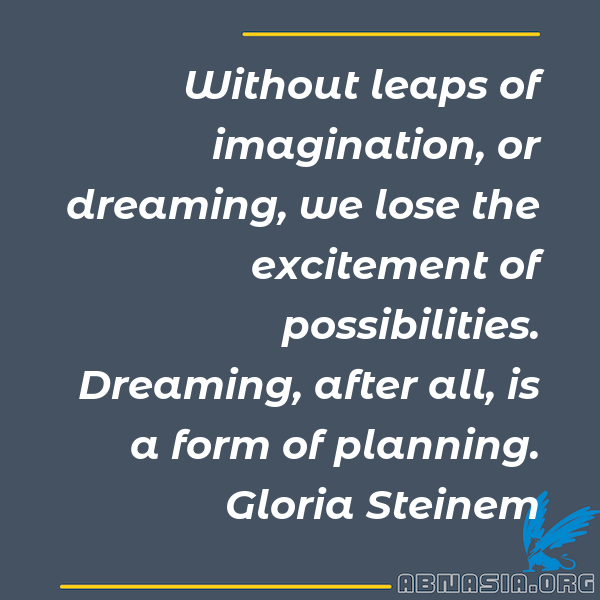 Without leaps of
imagination, or
dreaming, we lose the
excitement of
possibilities.
Dreaming, after all, is
a form of planning.
Gloria Steinem
ABNASIA.ORG